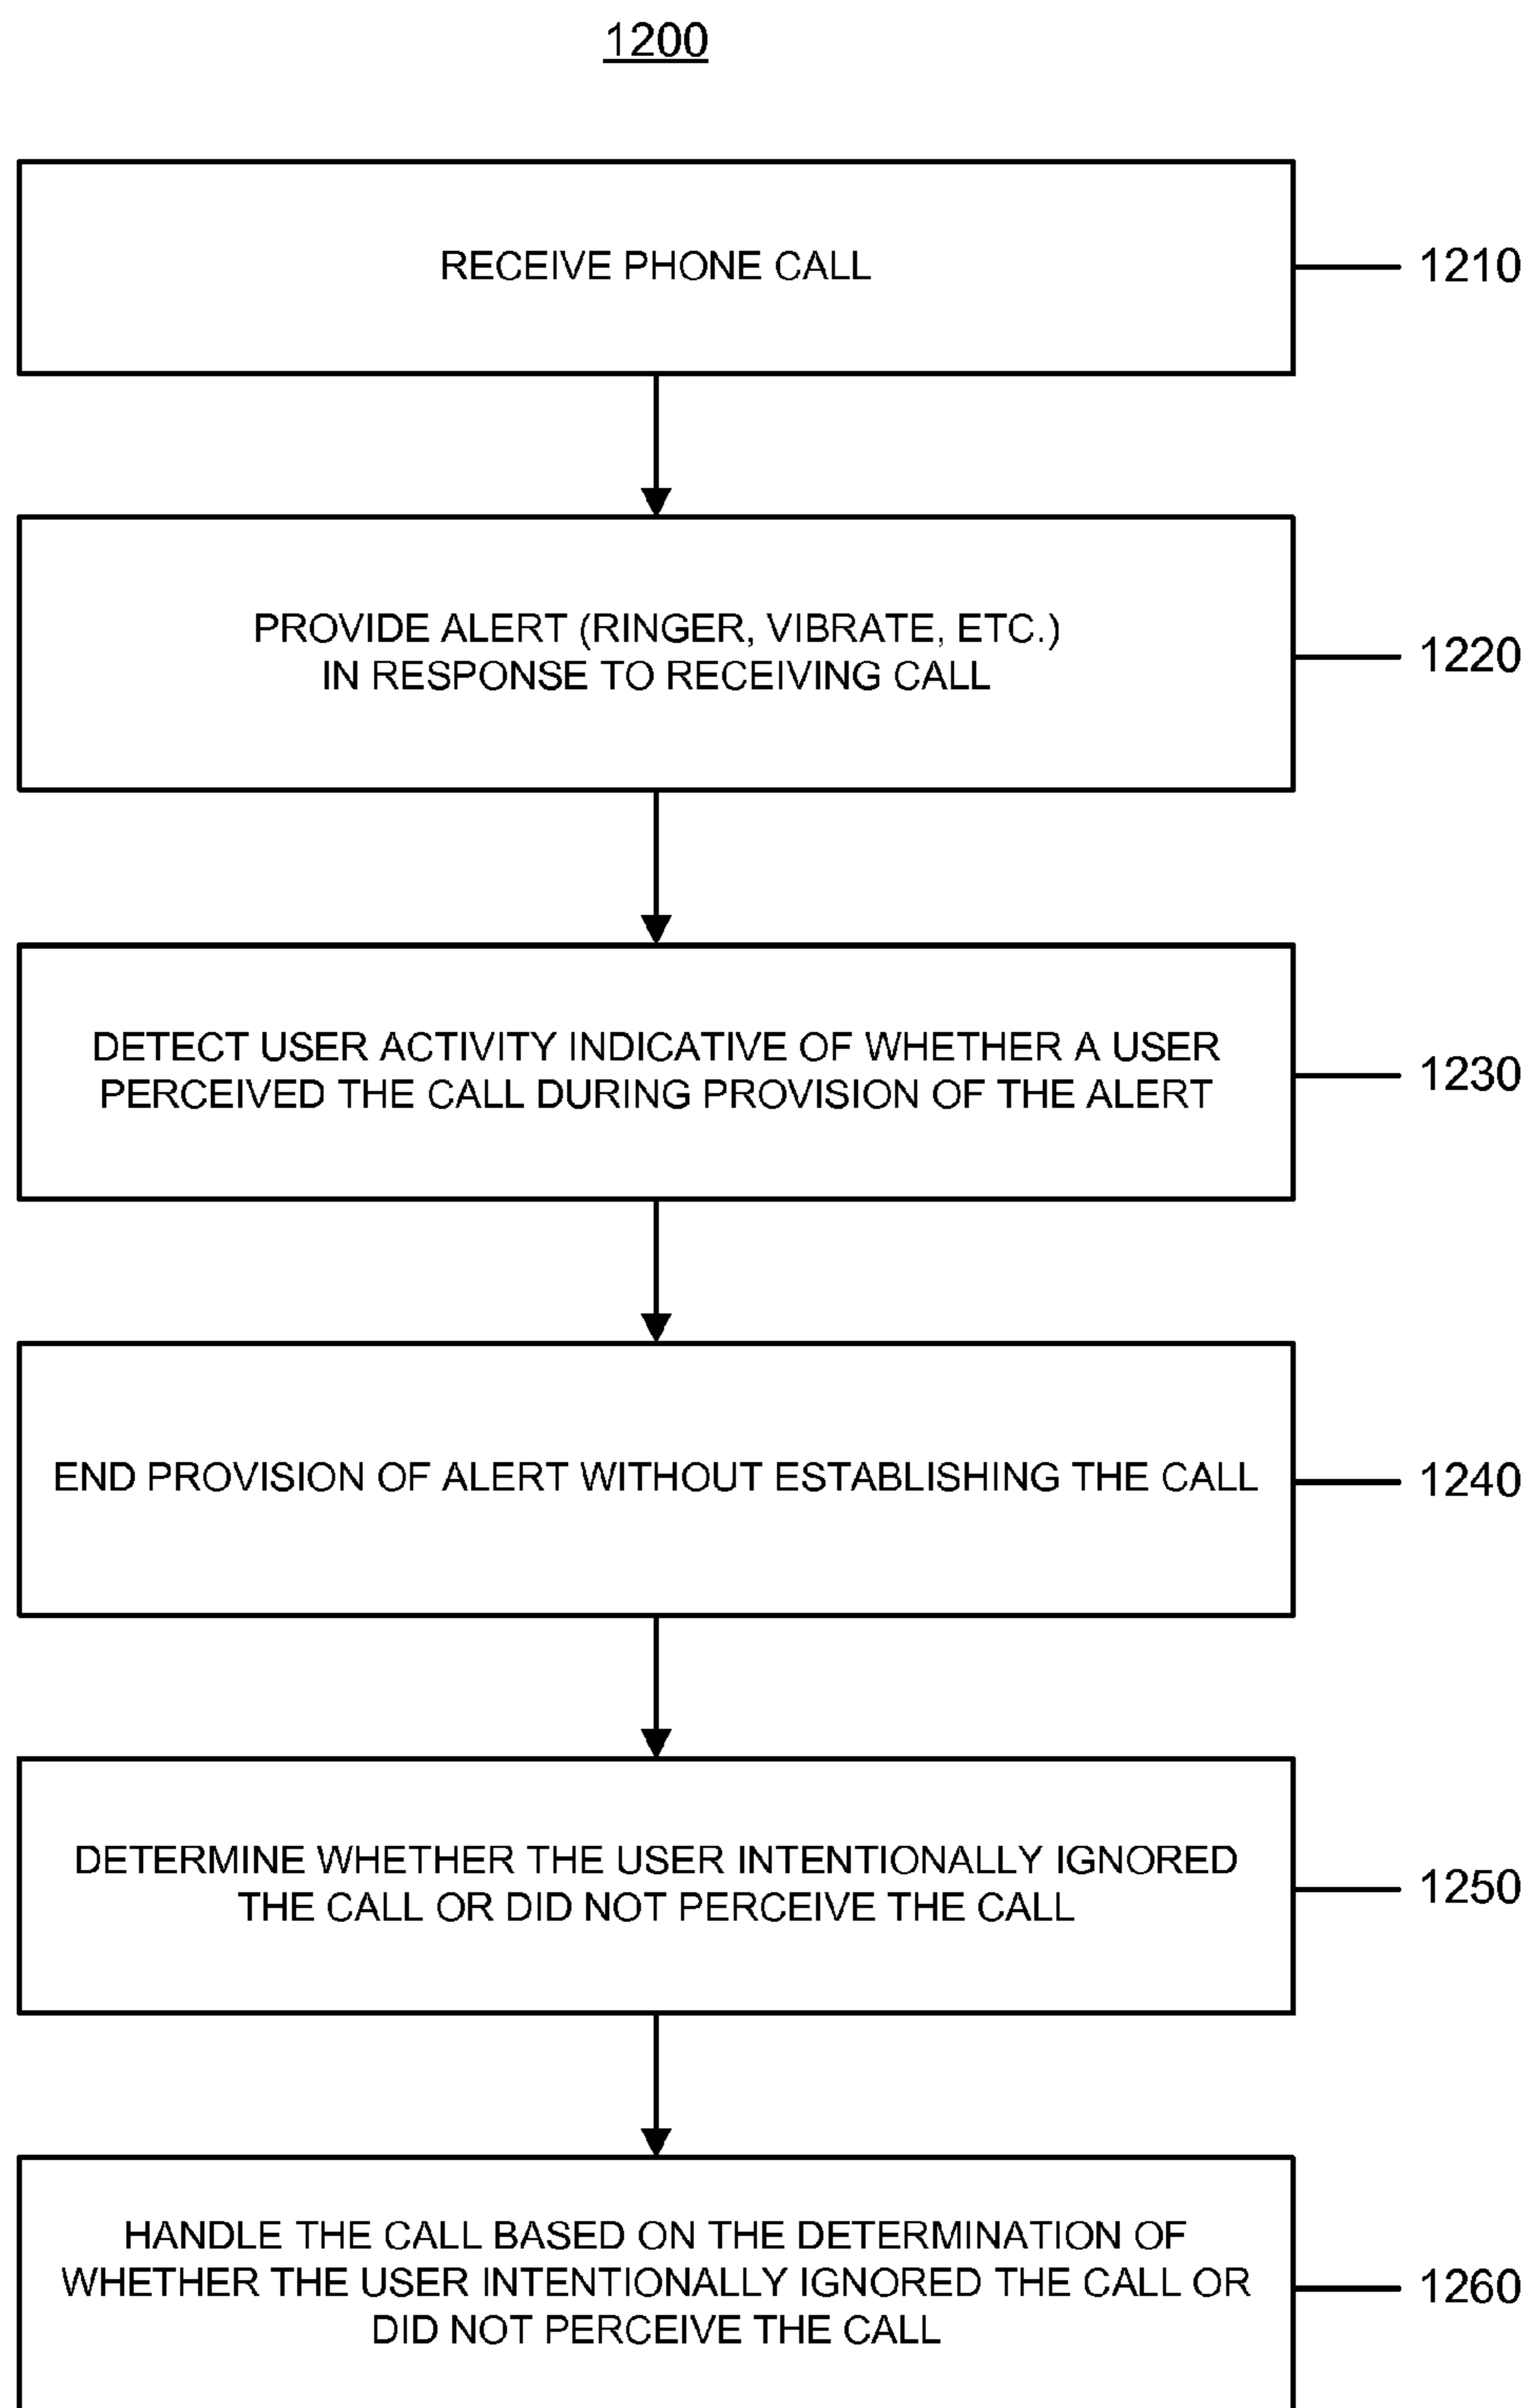 1200
RECEIVE PHONE CALL
1210
PROVIDE ALERT (RINGER, VIBRATE, ETC.)
IN RESPONSE TO RECEIVING CALL
1220
DETECT USER ACTIVITY INDICATIVE OF WHETHER A USER
PERCEIVED THE CALL DURING PROVISION OF THE ALERT
1230
END PROVISION OF ALERT WITHOUT ESTABLISHING THE CALL
1240
DETERMINE WHETHER THE USER INTENTIONALLY IGNORED
THE CALL OR DID NOT PERCEIVE THE CALL
1250
HANDLE THE CALL BASED ON THE DETERMINATION OF
WHETHER THE USER INTENTIONALLY IGNORED THE CALL OR
DID NOT PERCEIVE THE CALL
1260